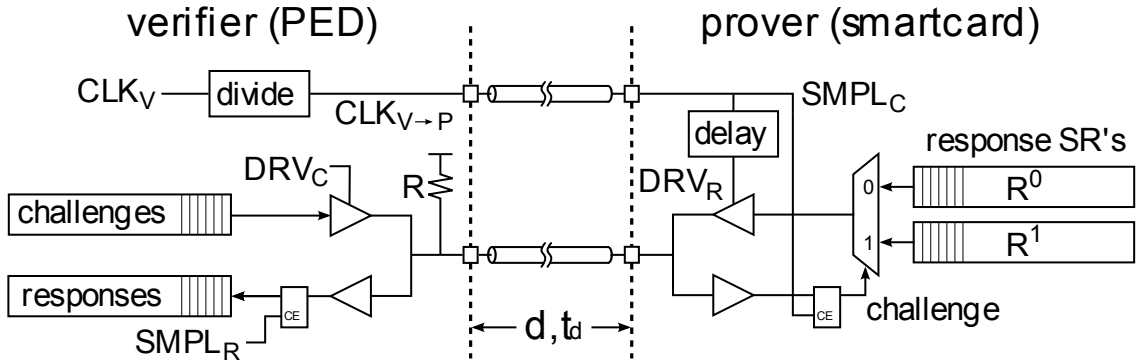 verifier (PED)
prover (smartcard)
CLKV
divide
CLKV→P
SMPLC
delay
response SR's
DRVC
R
DRVR
0
R0
challenges
1
R1
responses
CE
SMPLR
d,td
CE
challenge